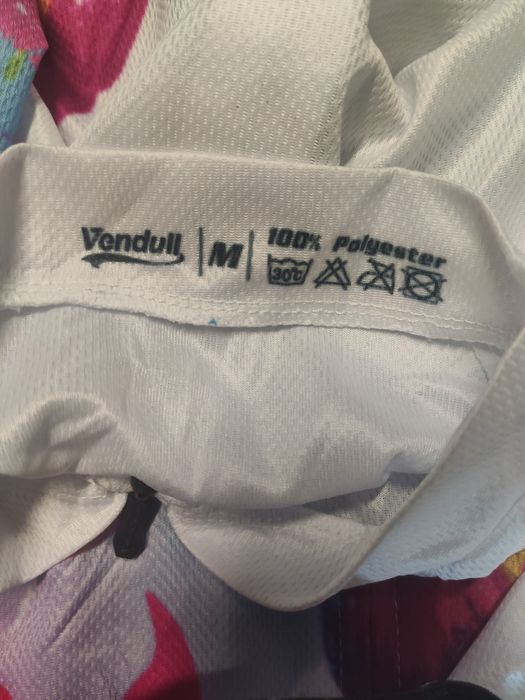 Vendull | M | 100% Polyester
30°C